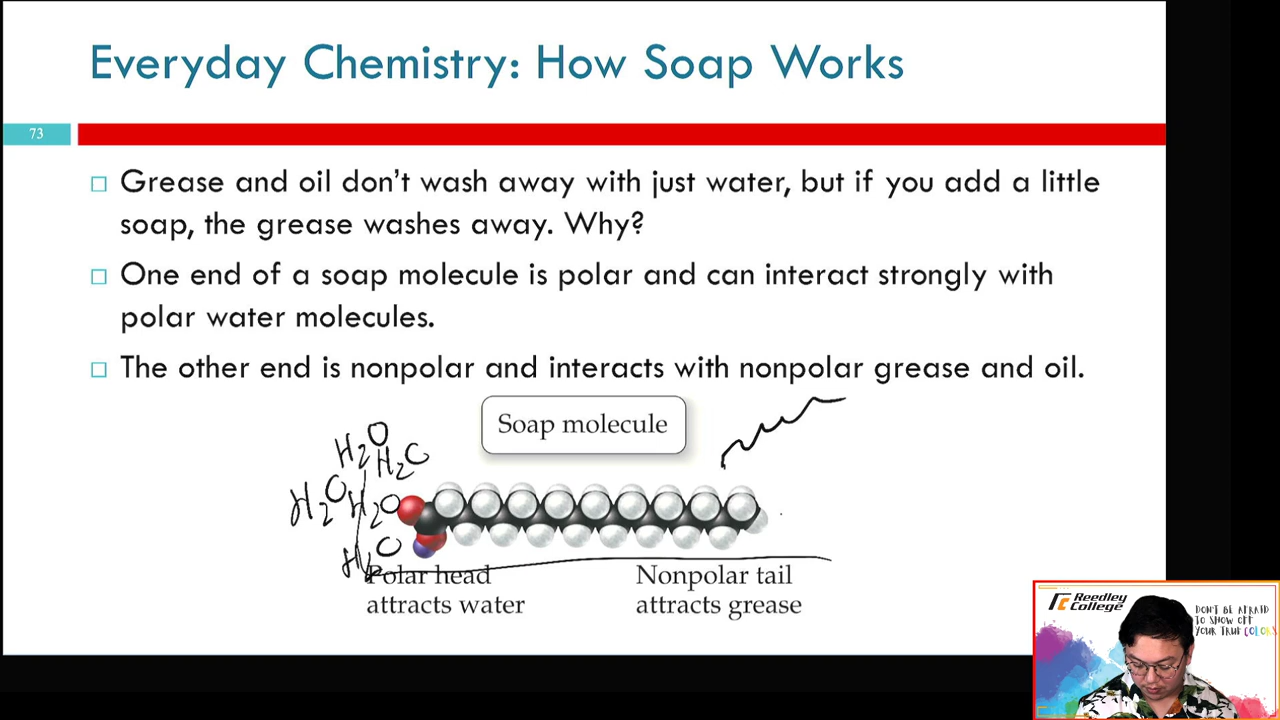 Everyday Chemistry: How Soap Works
73
Grease and oil don't wash away with just water, but if you add a little
soap, the grease washes away. Why?
One end of a soap molecule is polar and can interact strongly with
polar water molecules.
The other end is nonpolar and interacts with nonpolar grease and oil.
Soap molecule
H2O
H2O
H2O
H2O
H2O
Polar head
attracts water
Nonpolar tail
attracts grease
Reedley
College
DON'T BE AFRAID
TO SHOW OFF
YOUR TRUE COLORS